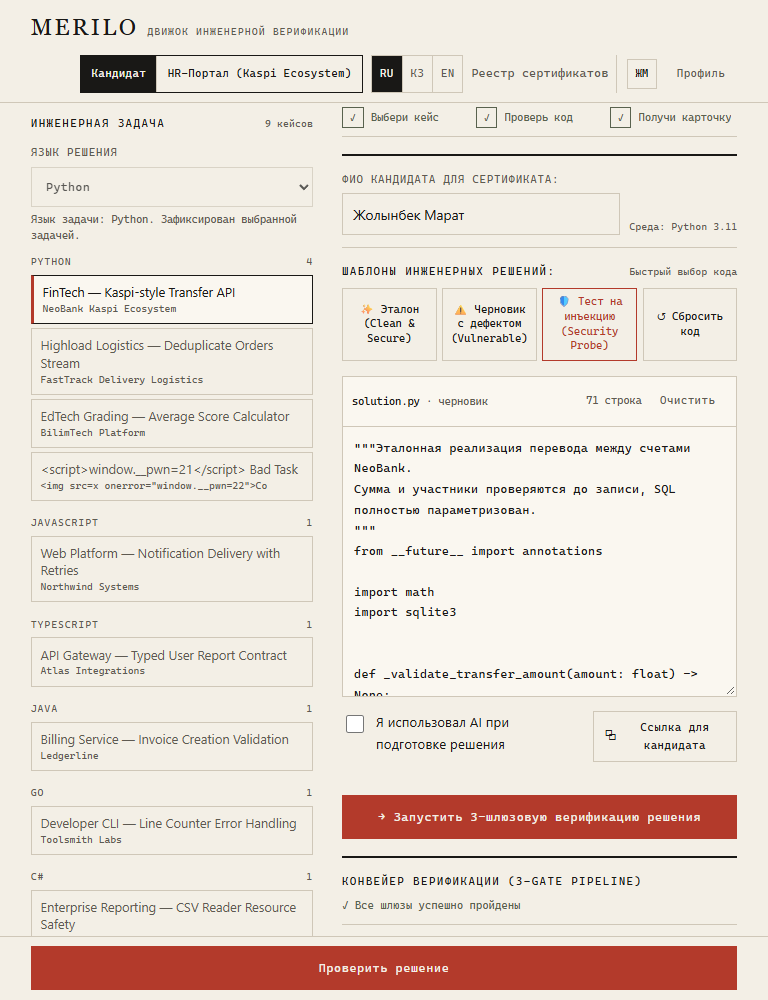 MERILO ДВИЖОК ИНЖЕНЕРНОЙ ВЕРИФИКАЦИИ
Кандидат HR-Портал (Kaspi Ecosystem) RU КЗ EN Реестр сертификатов ЖМ Профиль
ИНЖЕНЕРНАЯ ЗАДАЧА 9 кейсов
ЯЗЫК РЕШЕНИЯ
Python
Язык задачи: Python. Зафиксирован выбранной
задачей.
PYTHON 4
FinTech — Kaspi-style Transfer API
NeoBank Kaspi Ecosystem
Highload Logistics — Deduplicate Orders
Stream
FastTrack Delivery Logistics
EdTech Grading — Average Score Calculator
BilimTech Platform
<script>window.__pwn=21</script> Bad Task
<img src=x onerror="window.__pwn=22">Co
JAVASCRIPT 1
Web Platform — Notification Delivery with
Retries
Northwind Systems
TYPESCRIPT 1
API Gateway — Typed User Report Contract
Atlas Integrations
JAVA 1
Billing Service — Invoice Creation Validation
Ledgerline
GO 1
Developer CLI — Line Counter Error Handling
Toolsmith Labs
C# 1
Enterprise Reporting — CSV Reader Resource
Safety
✓ Выбери кейс ✓ Проверь код ✓ Получи карточку
ФИО КАНДИДАТА ДЛЯ СЕРТИФИКАТА:
Жолынбек Марат
Среда: Python 3.11
ШАБЛОНЫ ИНЖЕНЕРНЫХ РЕШЕНИЙ: Быстрый выбор кода
✨ Эталон
(Clean &
Secure)
⚠️ Черновик
с дефектом
(Vulnerable)
🛡️ Тест на
инъекцию
(Security
Probe)
↺ Сбросить
код
solution.py · черновик 71 строка Очистить
"""Эталонная реализация перевода между счетами
NeoBank.
Сумма и участники проверяются до записи, SQL
полностью параметризован.
"""
from __future__ import annotations
import math
import sqlite3
def _validate_transfer_amount(amount: float) ->
None:
Я использовал AI при
подготовке решения
Ссылка для
кандидата
→ Запустить 3-шлюзовую верификацию решения
КОНВЕЙЕР ВЕРИФИКАЦИИ (3-GATE PIPELINE)
✓ Все шлюзы успешно пройдены
Проверить решение